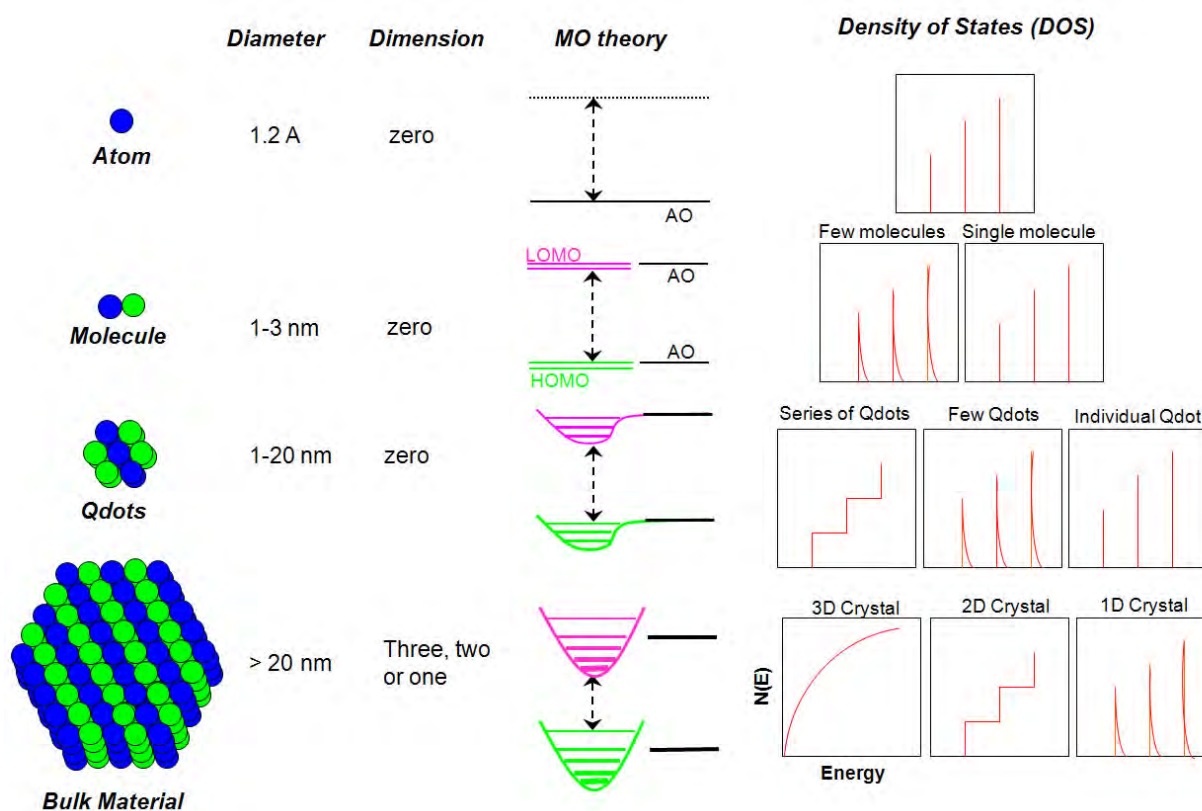 Diameter
Dimension
MO theory
Density of States (DOS)
Atom
1.2 A
zero
AO
Few molecules
Single molecule
LOMO
AO
Molecule
1-3 nm
zero
AO
HOMO
Series of Qdots
Few Qdots
Individual Qdot
Qdots
1-20 nm
zero
3D Crystal
2D Crystal
1D Crystal
> 20 nm
Three, two
or one
N(E)
Energy
Bulk Material